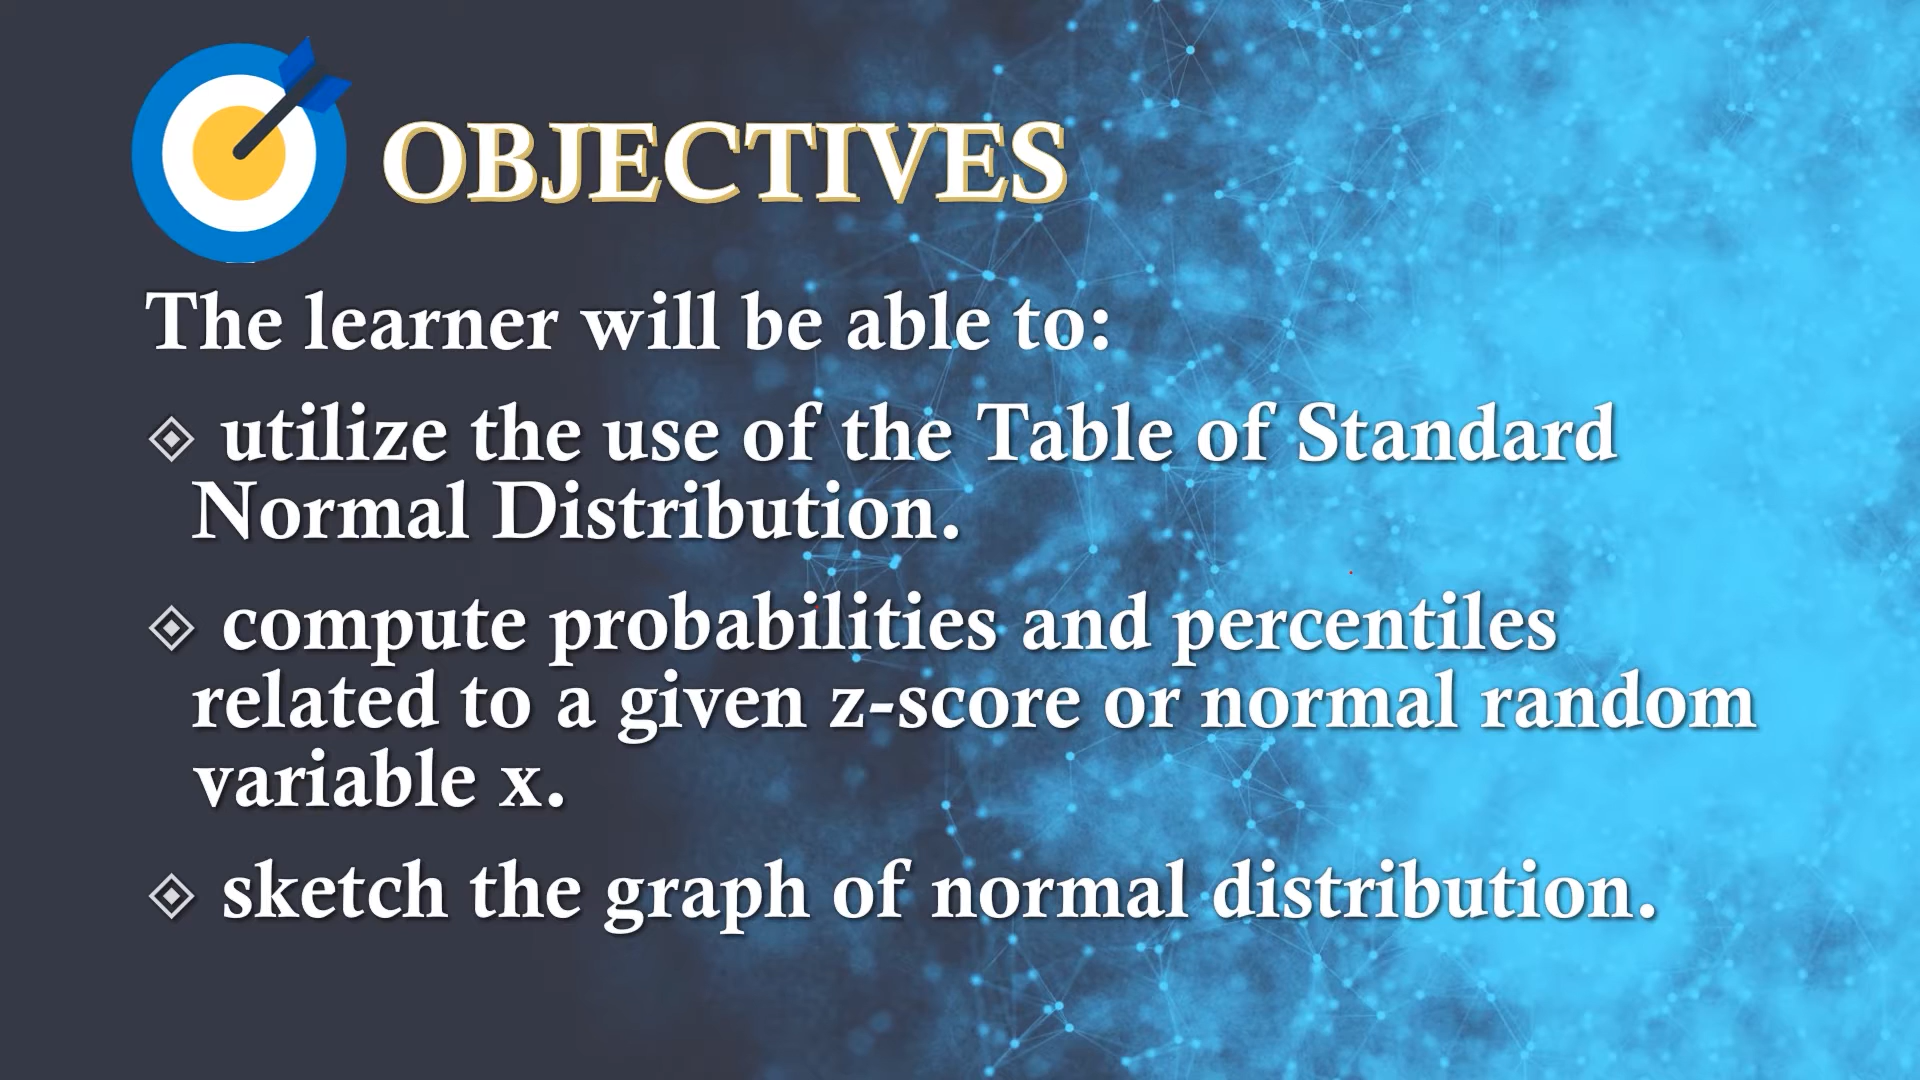 OBJECTIVES
The learner will be able to:
utilize the use of the Table of Standard
Normal Distribution.
compute probabilities and percentiles
related to a given z-score or normal random
variable x.
sketch the graph of normal distribution.